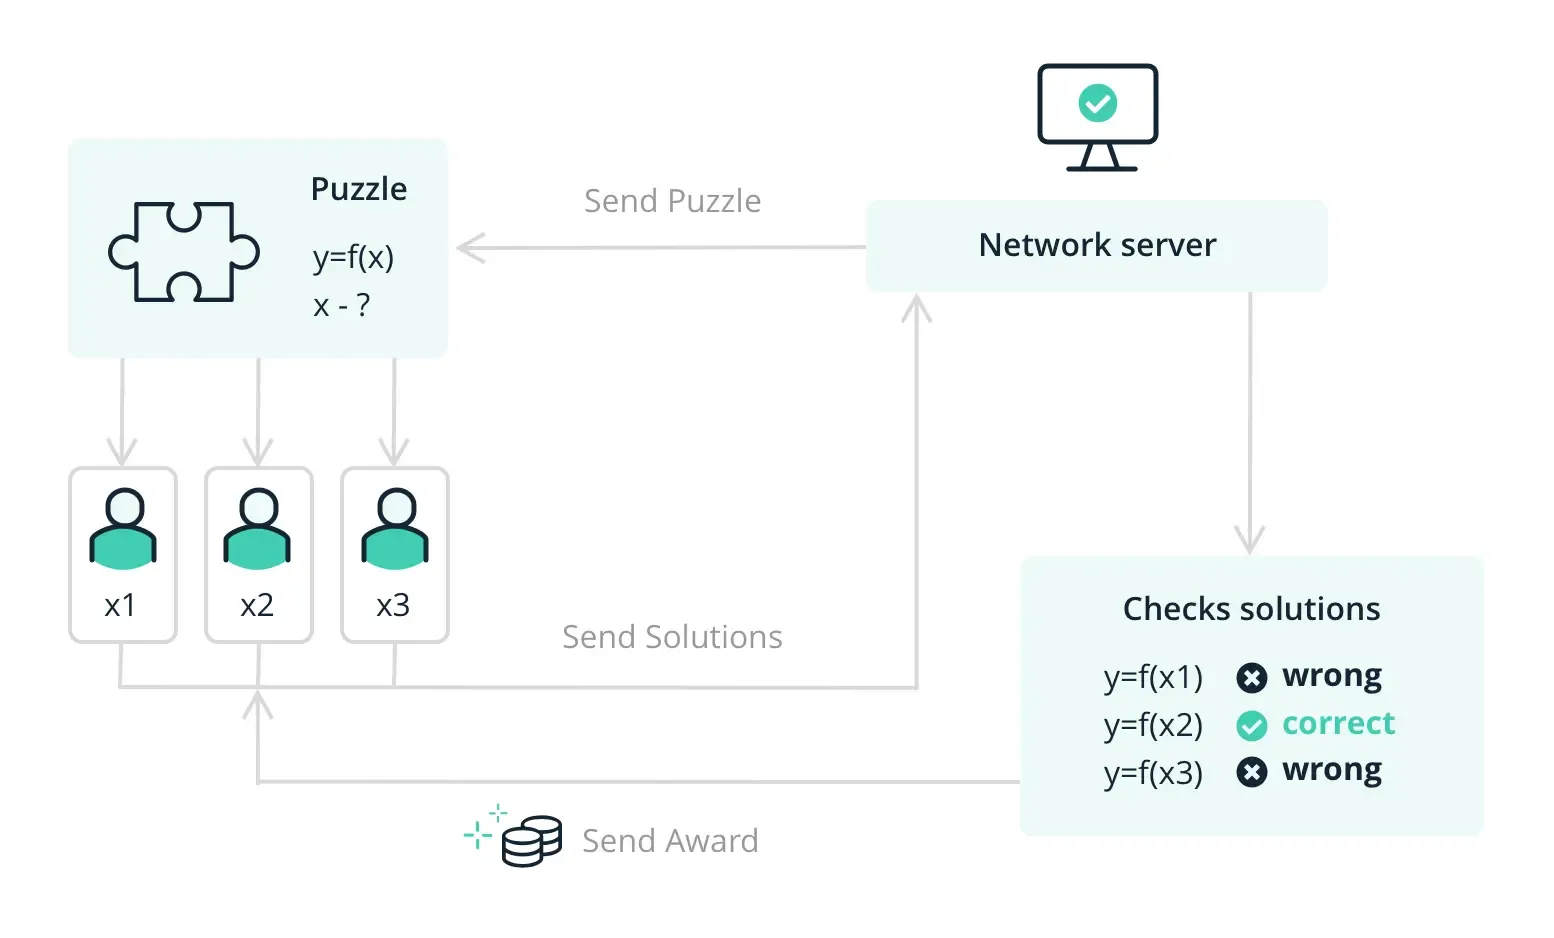 Puzzle
y=f(x)
x - ?
Send Puzzle
Network server
x1
x2
x3
Send Solutions
Checks solutions
y=f(x1) wrong
y=f(x2) correct
y=f(x3) wrong
Send Award